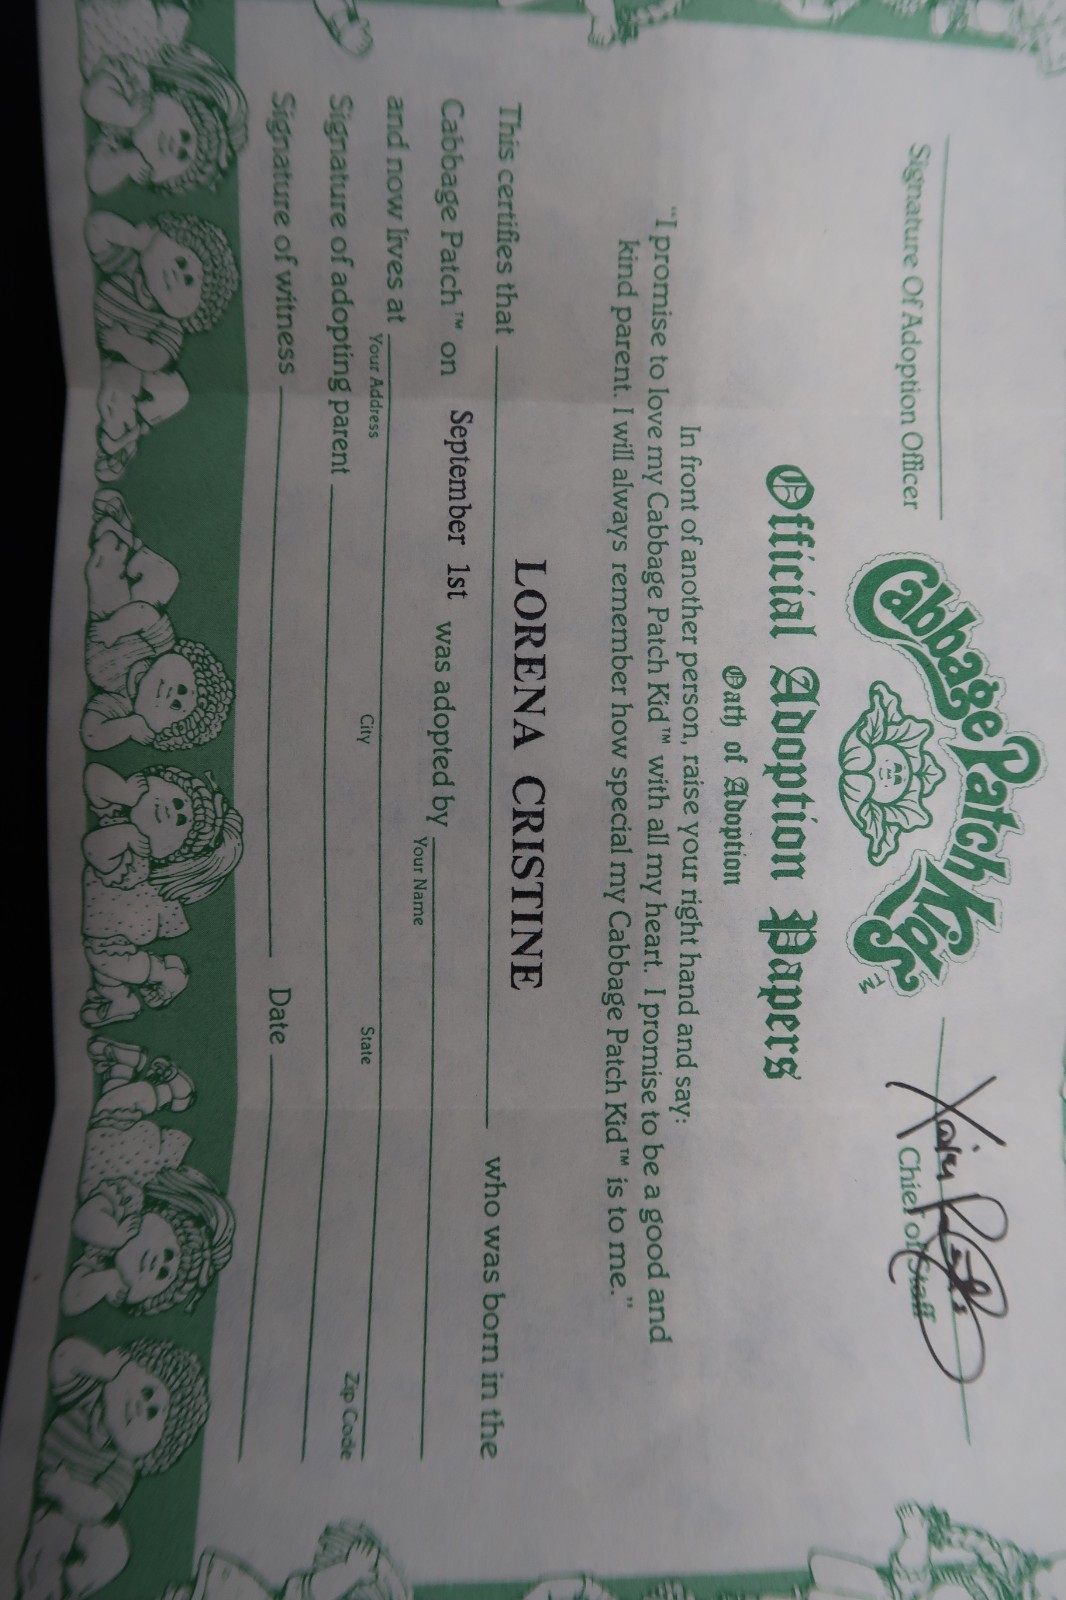 Cabbage Patch Kids™
Signature Of Adoption Officer
Chief of Staff
Official Adoption Papers
Oath of Adoption
In front of another person, raise your right hand and say:
"I promise to love my Cabbage Patch Kid™ with all my heart. I promise to be a good and
kind parent. I will always remember how special my Cabbage Patch Kid™ is to me."
This certifies that LORENA CRISTINE who was born in the
Cabbage Patch™ on September 1st was adopted by
Your Name
and now lives at
Your Address City State Zip Code
Signature of adopting parent
Signature of witness Date